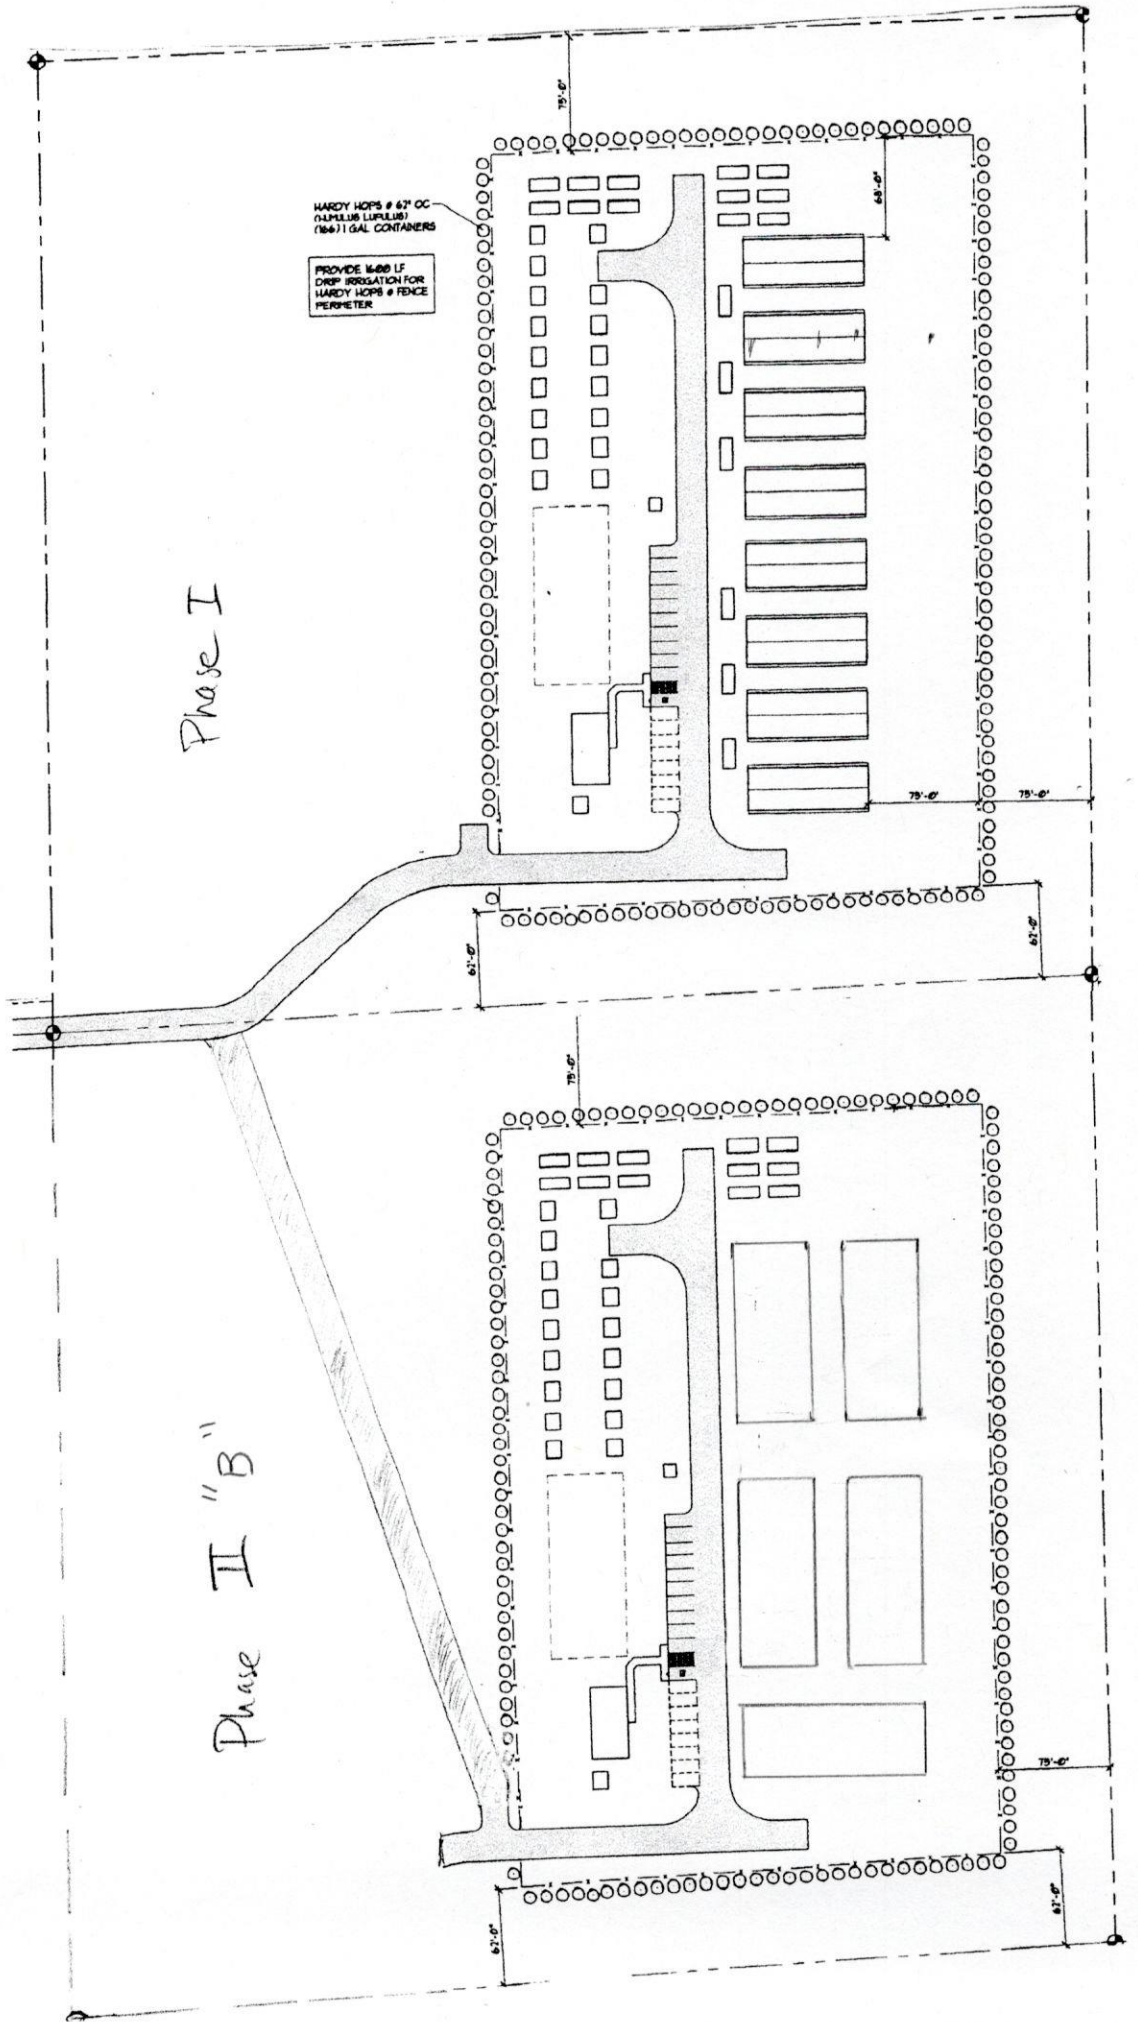 75'-0"
HARDY HOPS @ 62" OC
(HUMULUS LUPULUS)
(166) 1 GAL CONTAINERS
PROVIDE 1600 LF
DRIP IRRIGATION FOR
HARDY HOPS @ FENCE
PERIMETER
68'-0"
Phase I
75'-0"
75'-0"
62'-0"
62'-0"
75'-0"
Phase II "B"
75'-0"
62'-0"
62'-0"